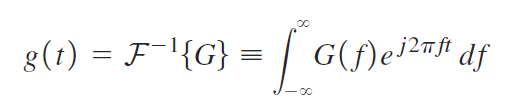 g(t) = ℱ⁻¹{G} ≡ ∫_{−∞}^{∞} G(f)e^{j2πft} df